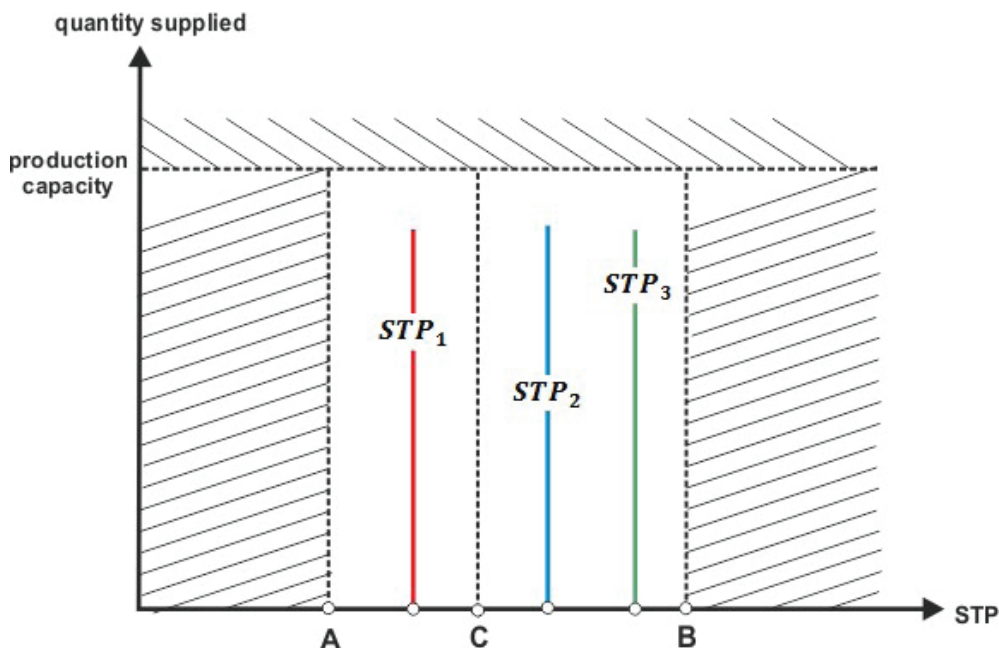 quantity supplied
production
capacity
STP₃
STP₁
STP₂
A
C
B
STP